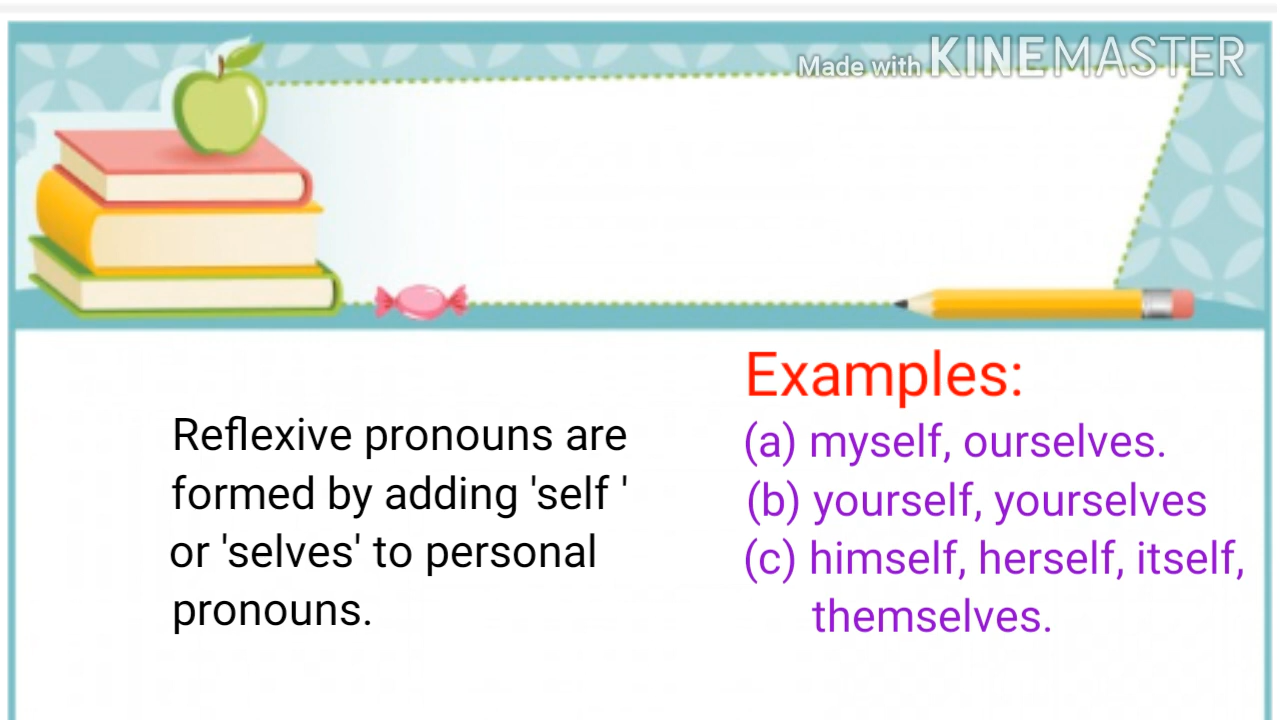 Made with KINEMASTER
Reflexive pronouns are
formed by adding 'self '
or 'selves' to personal
pronouns.
Examples:
(a) myself, ourselves.
(b) yourself, yourselves
(c) himself, herself, itself,
themselves.